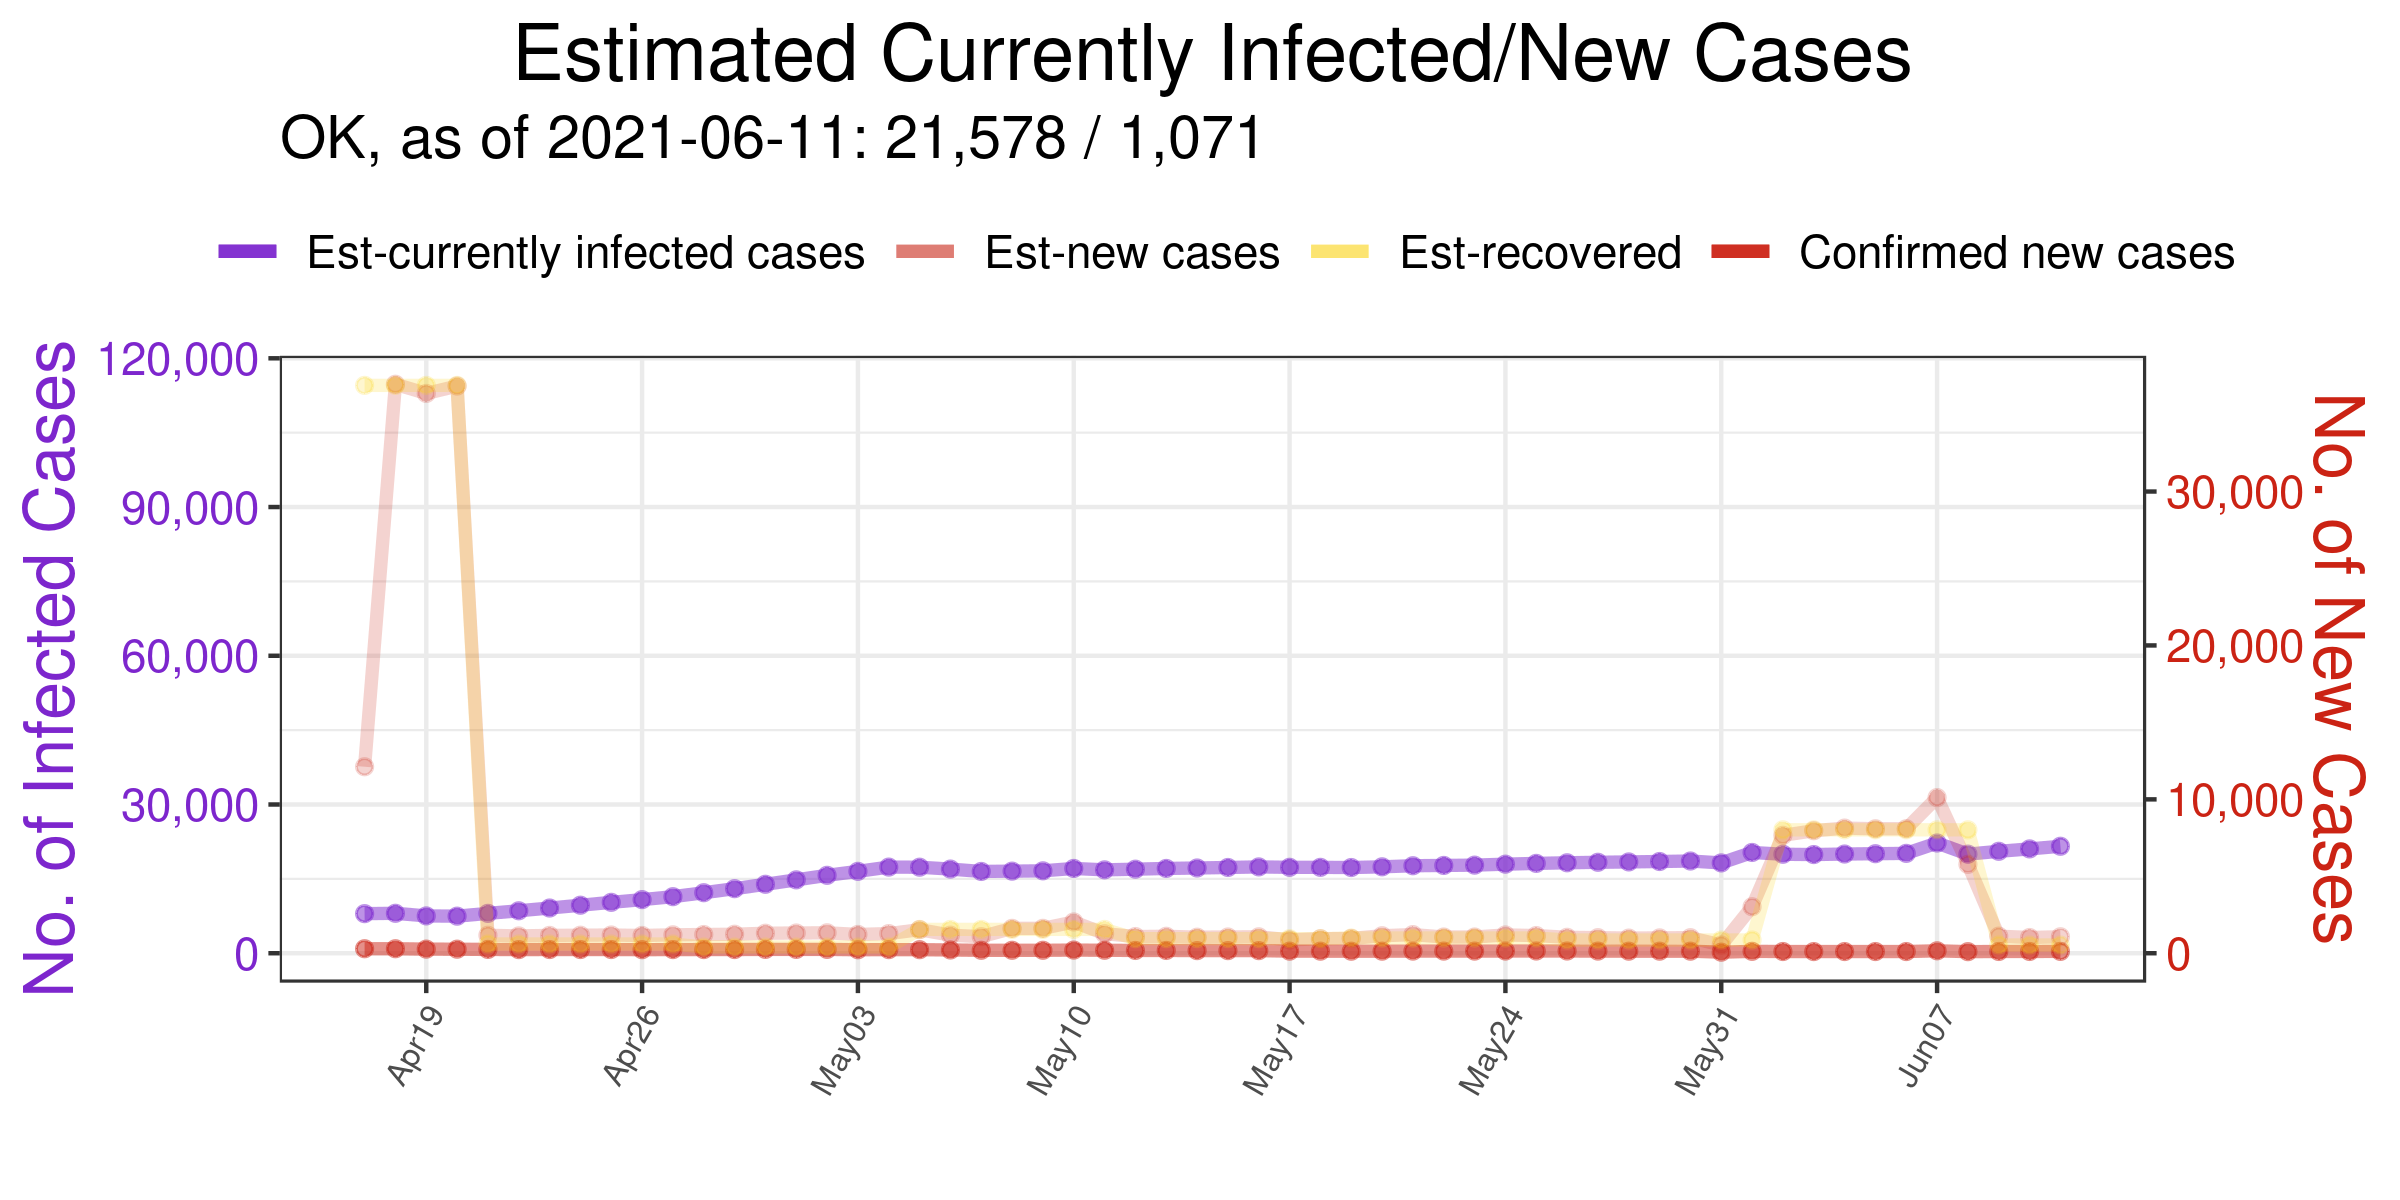 Estimated Currently Infected/New Cases
OK, as of 2021-06-11: 21,578 / 1,071
Est-currently infected cases Est-new cases Est-recovered Confirmed new cases
No. of Infected Cases
120,000
90,000
60,000
30,000
0
30,000
20,000
10,000
0
No. of New Cases
Apr19 Apr26 May03 May10 May17 May24 May31 Jun07